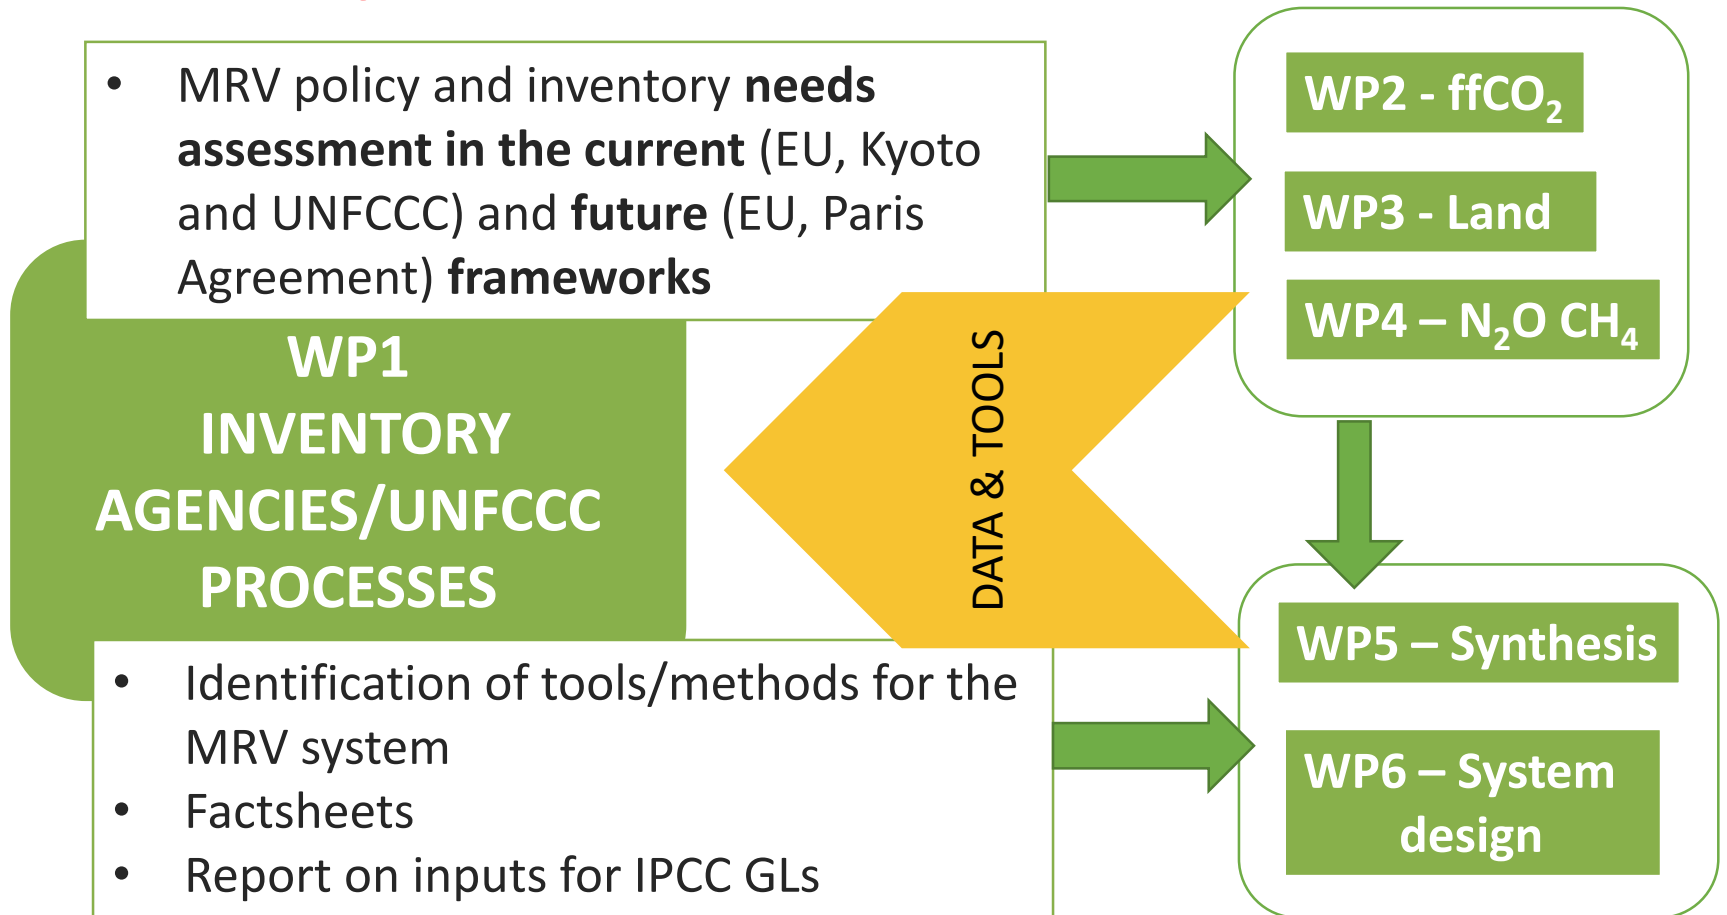 • MRV policy and inventory needs
assessment in the current (EU, Kyoto
and UNFCCC) and future (EU, Paris
Agreement) frameworks
WP1
INVENTORY
AGENCIES/UNFCCC
PROCESSES
• Identification of tools/methods for the
MRV system
• Factsheets
• Report on inputs for IPCC GLs
DATA & TOOLS
WP2 - ffCO₂
WP3 - Land
WP4 – N₂O CH₄
WP5 – Synthesis
WP6 – System
design